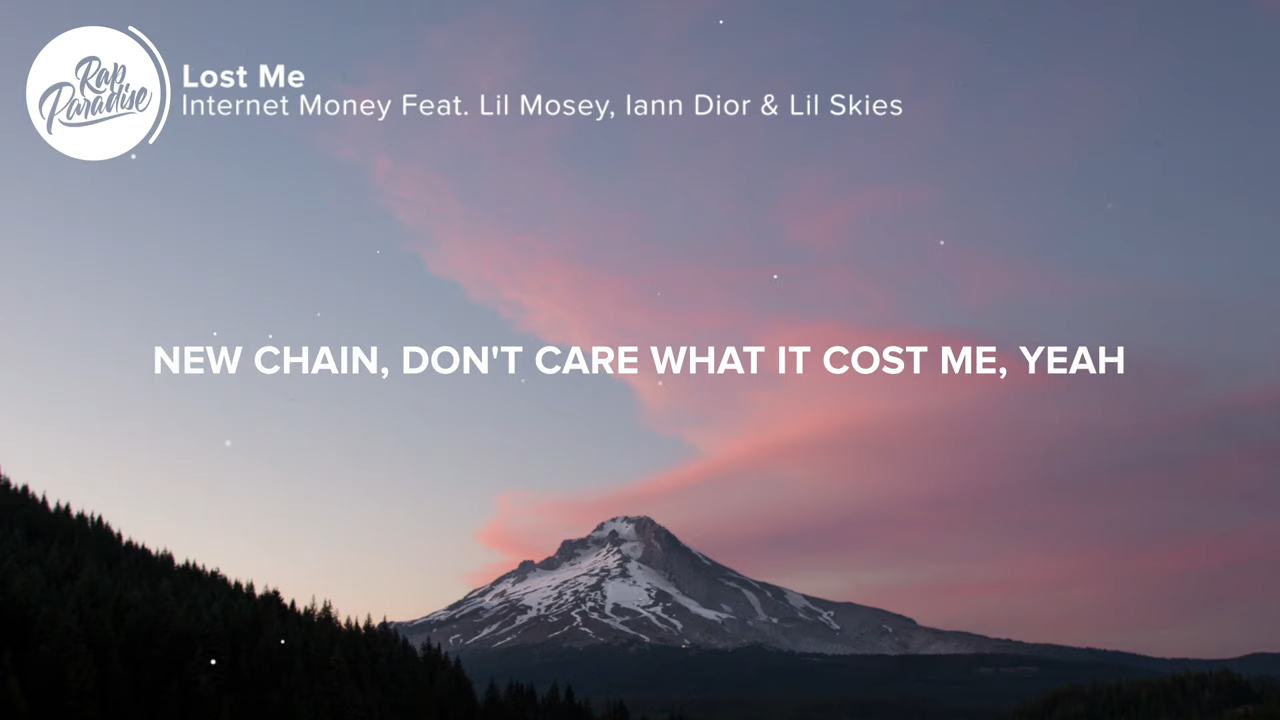 Rap
Paradise
Lost Me
Internet Money Feat. Lil Mosey, Iann Dior & Lil Skies
NEW CHAIN, DON'T CARE WHAT IT COST ME, YEAH